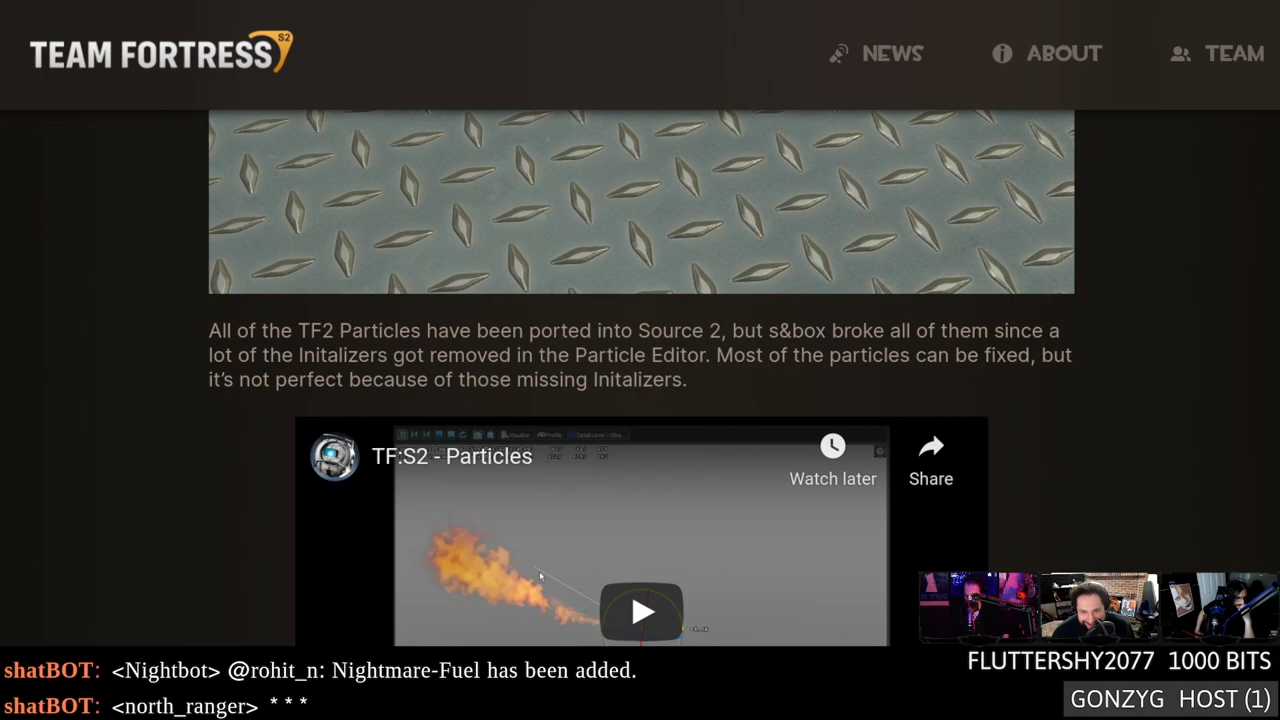 TEAM FORTRESS S2
NEWS
ABOUT
TEAM
All of the TF2 Particles have been ported into Source 2, but s&box broke all of them since a
lot of the Initalizers got removed in the Particle Editor. Most of the particles can be fixed, but
it’s not perfect because of those missing Initalizers.
TF:S2 - Particles
Watch later
Share
FLUTTERSHY2077 1000 BITS
GONZYG HOST (1)
shatBOT: <Nightbot> @rohit_n: Nightmare-Fuel has been added.
shatBOT: <north_ranger> * * *